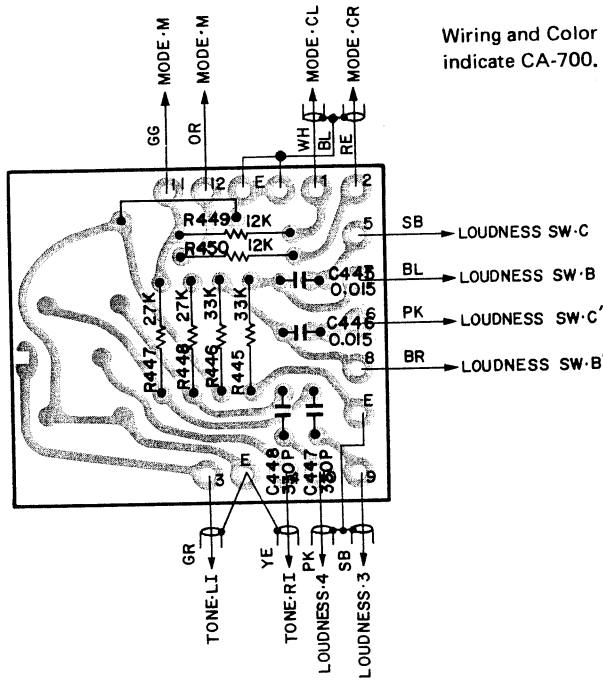 Wiring and Color
indicate CA-700.
MODE·M
MODE·M
MODE·CL
MODE·CR
GG
OR
WH
BL
RE
11
12
E
1
2
R449
12K
R450
12K
5
SB
LOUDNESS SW·C
C445
0.015
BL
LOUDNESS SW·B
6
PK
LOUDNESS SW·C'
C446
0.015
8
BR
LOUDNESS SW·B'
27K
27K
33K
33K
R447
R448
R446
R445
E
3
E
C448
330P
C447
330P
9
GR
YE
PK
SB
TONE·LI
TONE·RI
LOUDNESS·4
LOUDNESS·3